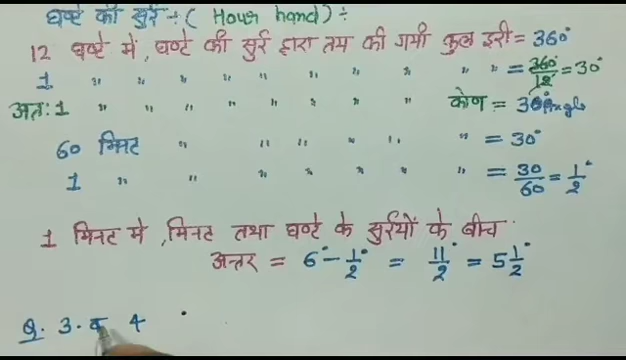 घण्टे की सुई ÷ ( Hour hand) ÷
12 घण्टे में, घण्टे की सुई द्वारा तय की गयी कुल दूरी = 360°
1 " " " " " " " " " " = 360°/12 = 30°
अतः 1 " " " " " " " " कोण = 30°
60 मिनट " " " " " " = 30°
1 " " " " " " " = 30/60 = 1/2°
1 मिनट मे, मिनट तथा घण्टे के सुईयों के बीच
अन्तर = 6° - 1/2° = 11/2° = 5 1/2°
Q. 3. व 4